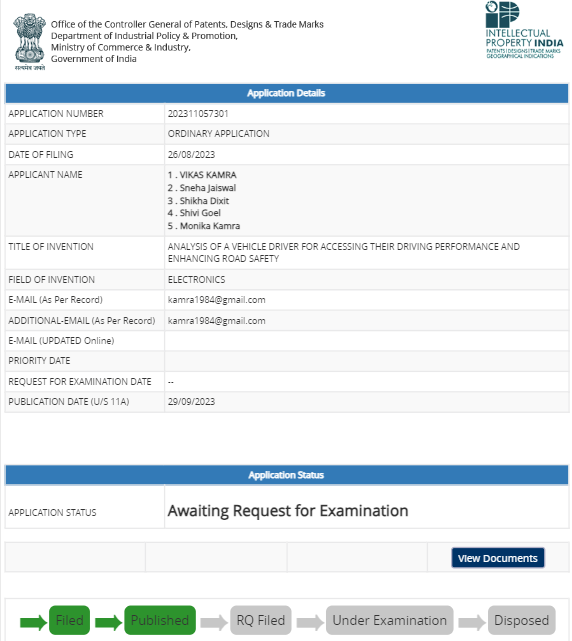 Office of the Controller General of Patents, Designs & Trade Marks
Department of Industrial Policy & Promotion,
Ministry of Commerce & Industry,
Government of India
सत्यमेव जयते
INTELLECTUAL
PROPERTY INDIA
PATENTS | DESIGNS | TRADE MARKS
GEOGRAPHICAL INDICATIONS
Application Details
APPLICATION NUMBER 202311057301
APPLICATION TYPE ORDINARY APPLICATION
DATE OF FILING 26/08/2023
APPLICANT NAME 1 . VIKAS KAMRA
2 . Sneha Jaiswal
3 . Shikha Dixit
4 . Shivi Goel
5 . Monika Kamra
TITLE OF INVENTION ANALYSIS OF A VEHICLE DRIVER FOR ACCESSING THEIR DRIVING PERFORMANCE AND
ENHANCING ROAD SAFETY
FIELD OF INVENTION ELECTRONICS
E-MAIL (As Per Record) kamra1984@gmail.com
ADDITIONAL-EMAIL (As Per Record) kamra1984@gmail.com
E-MAIL (UPDATED Online)
PRIORITY DATE
REQUEST FOR EXAMINATION DATE --
PUBLICATION DATE (U/S 11A) 29/09/2023
Application Status
APPLICATION STATUS Awaiting Request for Examination
View Documents
Filed Published RQ Filed Under Examination Disposed